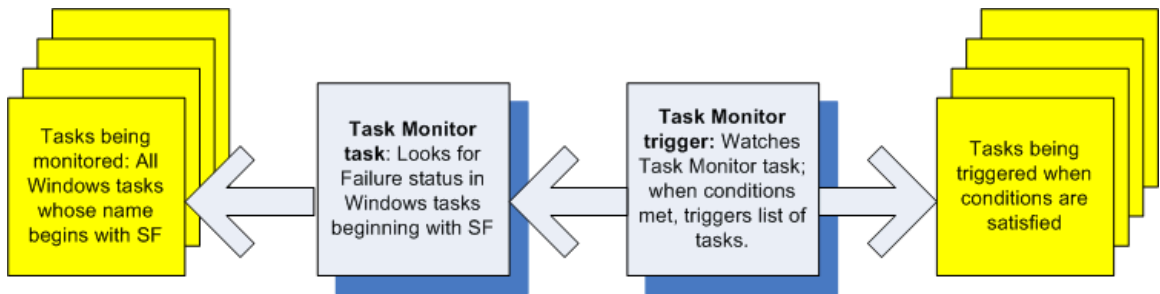 Tasks being
monitored: All
Windows tasks
whose name
begins with SF
Task Monitor
task: Looks for
Failure status in
Windows tasks
beginning with SF
Task Monitor
trigger: Watches
Task Monitor task;
when conditions
met, triggers list of
tasks.
Tasks being
triggered when
conditions are
satisfied